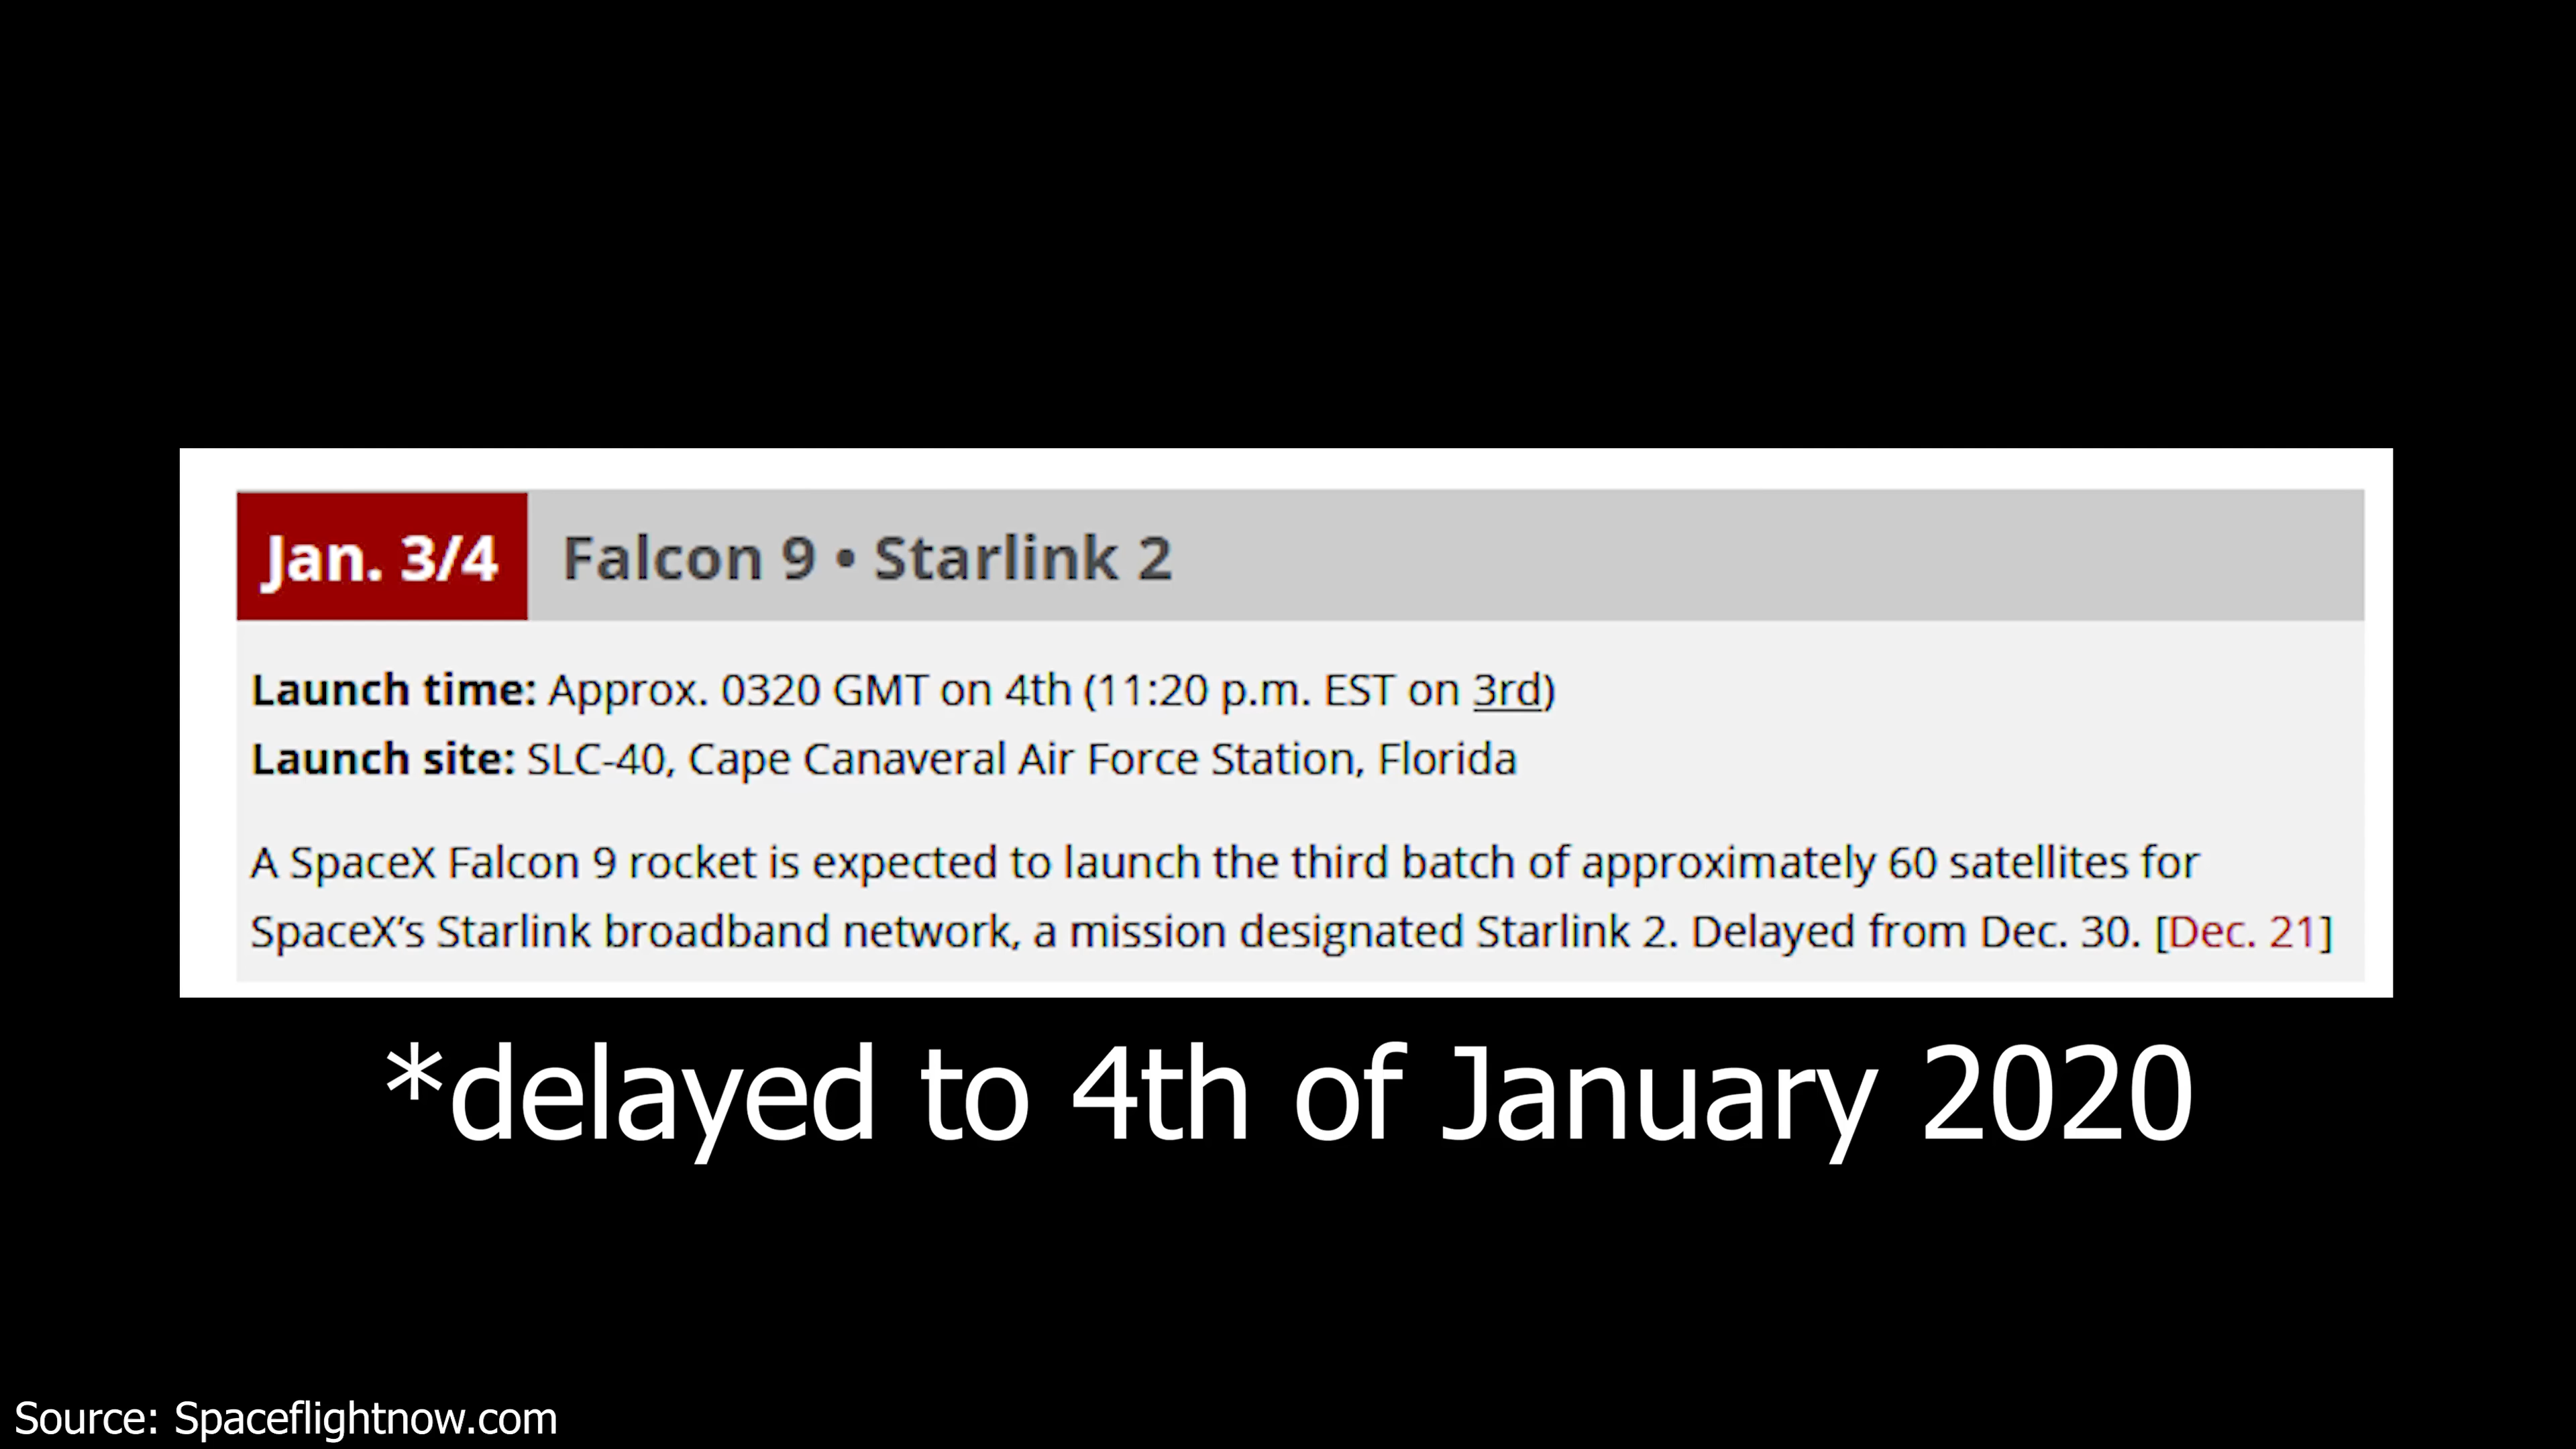 Jan. 3/4 Falcon 9 • Starlink 2
Launch time: Approx. 0320 GMT on 4th (11:20 p.m. EST on 3rd)
Launch site: SLC-40, Cape Canaveral Air Force Station, Florida
A SpaceX Falcon 9 rocket is expected to launch the third batch of approximately 60 satellites for
SpaceX’s Starlink broadband network, a mission designated Starlink 2. Delayed from Dec. 30. [Dec. 21]
*delayed to 4th of January 2020
Source: Spaceflightnow.com